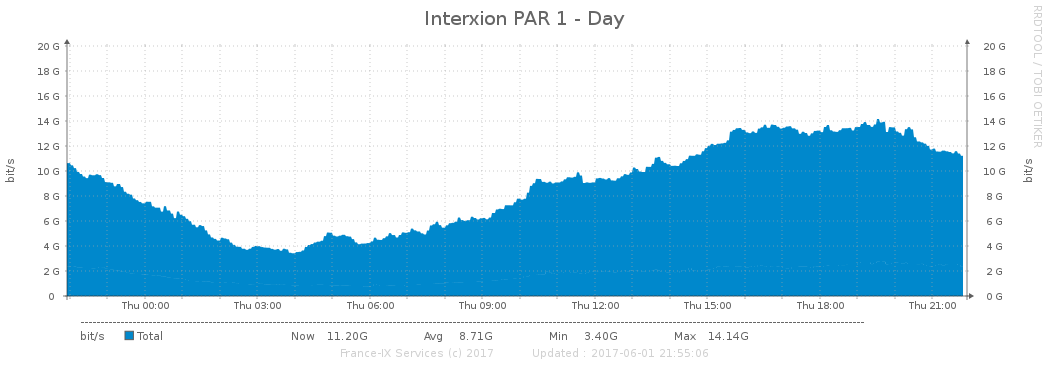 Interxion PAR 1 - Day
RRDTOOL / TOBI OETIKER
bit/s
20 G 20 G
18 G 18 G
16 G 16 G
14 G 14 G
12 G 12 G
10 G 10 G
8 G 8 G
6 G 6 G
4 G 4 G
2 G 2 G
0 0 G
bit/s
Thu 00:00 Thu 03:00 Thu 06:00 Thu 09:00 Thu 12:00 Thu 15:00 Thu 18:00 Thu 21:00
bit/s Total Now 11.20G Avg 8.71G Min 3.40G Max 14.14G
France-IX Services (c) 2017 Updated : 2017-06-01 21:55:06